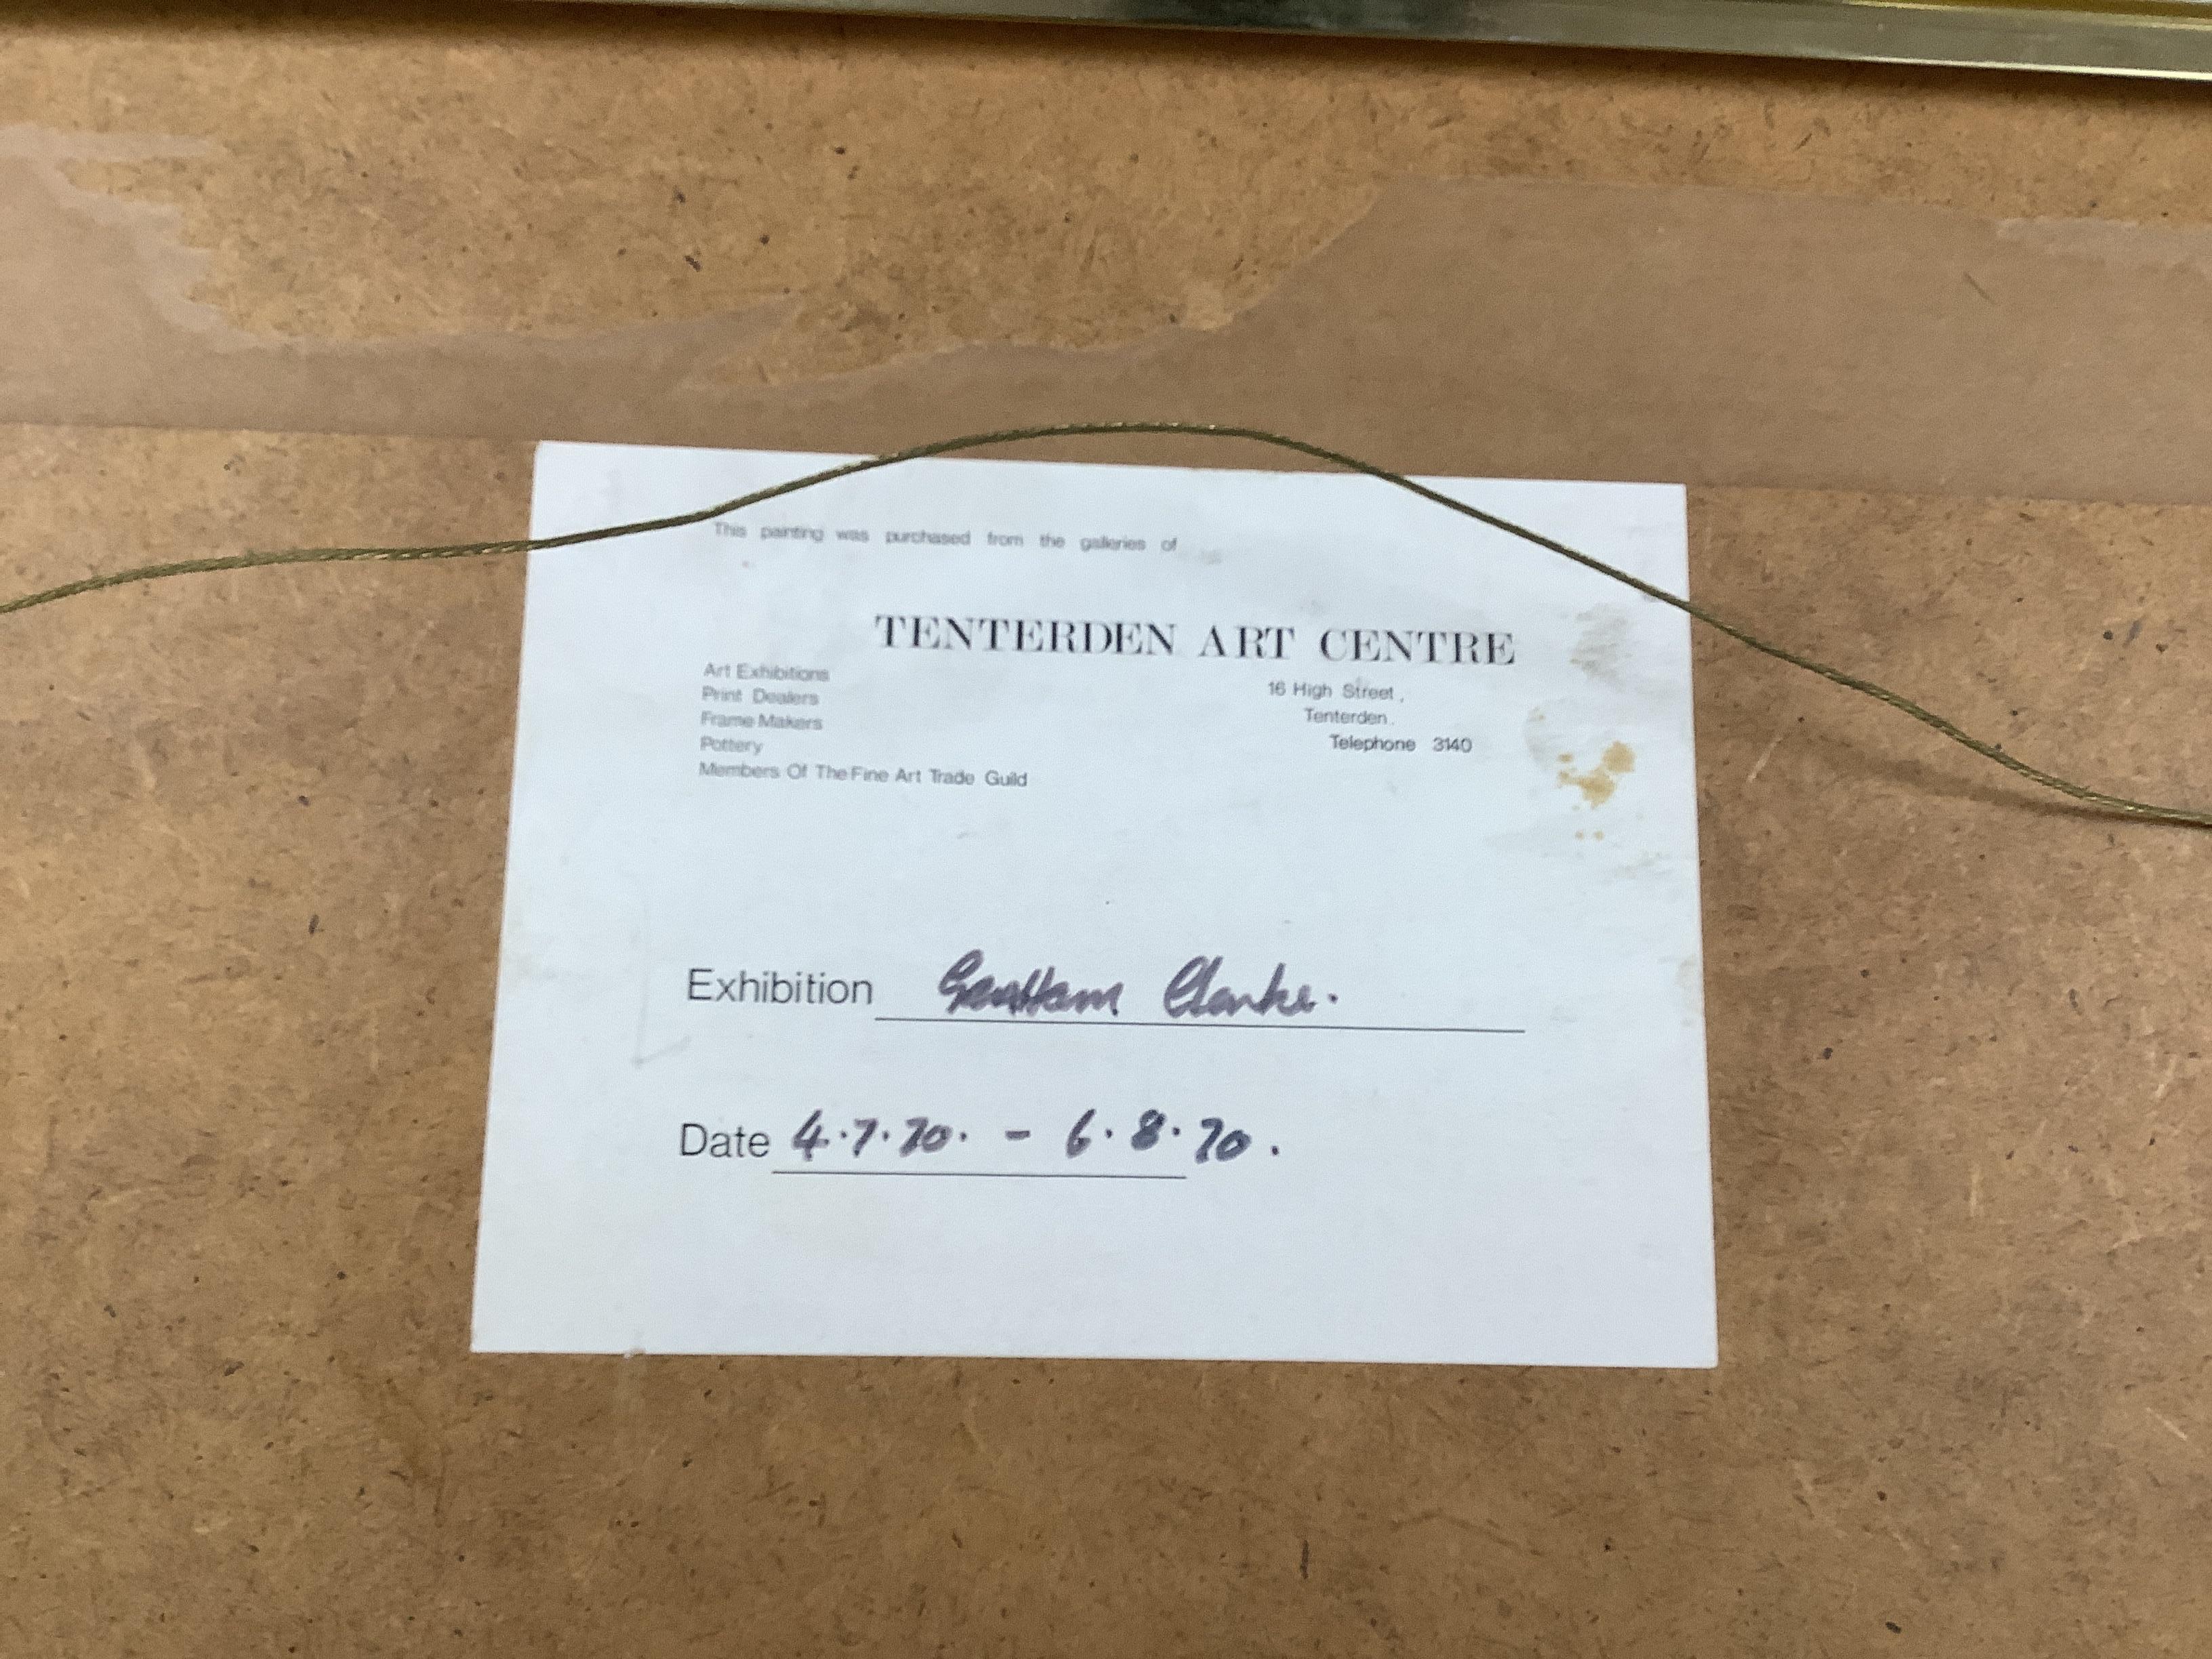 This painting was purchased from the galleries of
TENTERDEN ART CENTRE
Art Exhibitions
Print Dealers
Frame Makers
Pottery
Members Of The Fine Art Trade Guild
16 High Street,
Tenterden.
Telephone 3140
Exhibition Clarke.
Date 4.7.70. - 6.8.70.